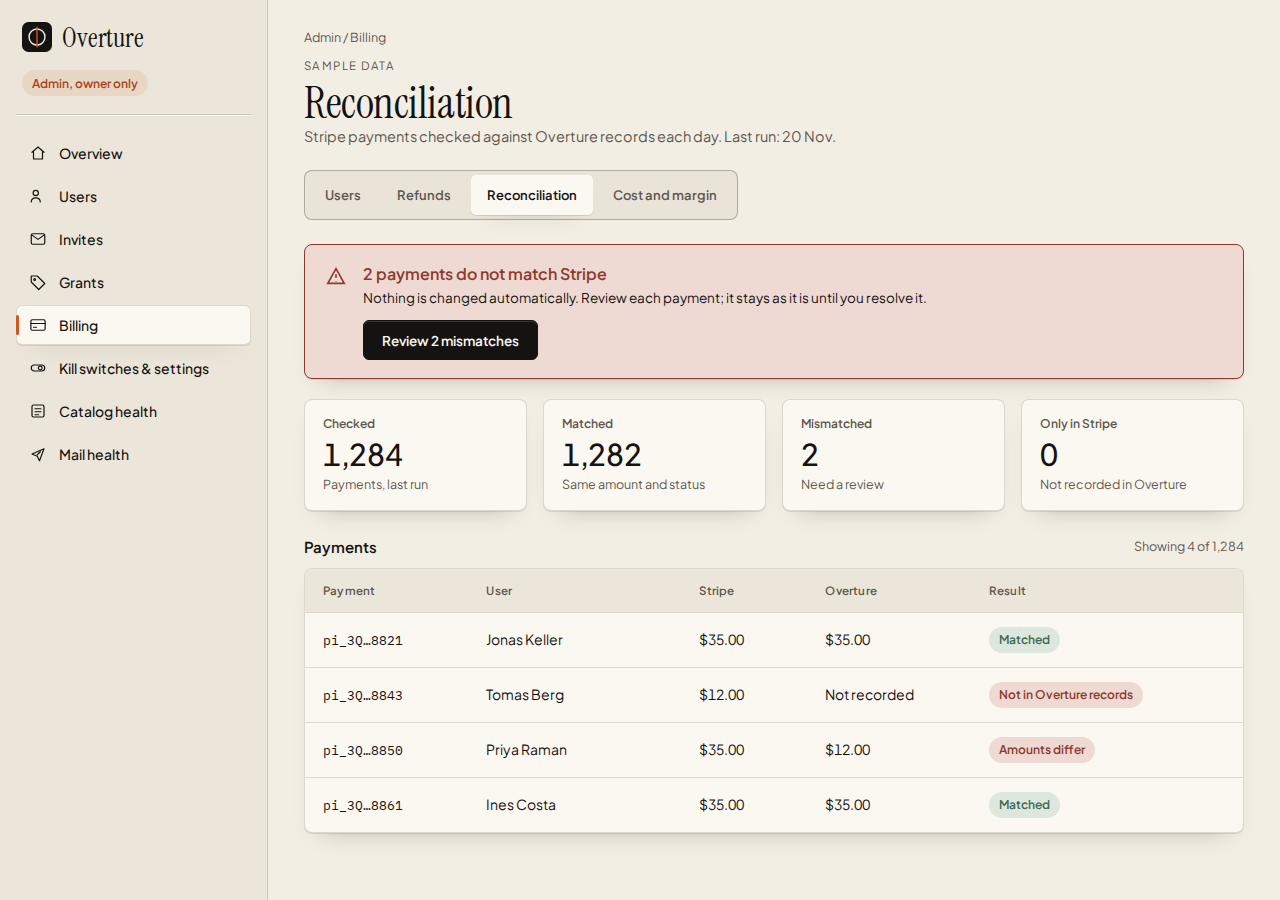 Overture
Admin, owner only
Overview
Users
Invites
Grants
Billing
Kill switches & settings
Catalog health
Mail health
Admin / Billing
SAMPLE DATA
Reconciliation
Stripe payments checked against Overture records each day. Last run: 20 Nov.
Users Refunds Reconciliation Cost and margin
2 payments do not match Stripe
Nothing is changed automatically. Review each payment; it stays as it is until you resolve it.
Review 2 mismatches
Checked
1,284
Payments, last run
Matched
1,282
Same amount and status
Mismatched
2
Need a review
Only in Stripe
0
Not recorded in Overture
Payments
Showing 4 of 1,284
Payment User Stripe Overture Result
pi_3Q…8821 Jonas Keller $35.00 $35.00 Matched
pi_3Q…8843 Tomas Berg $12.00 Not recorded Not in Overture records
pi_3Q…8850 Priya Raman $35.00 $12.00 Amounts differ
pi_3Q…8861 Ines Costa $35.00 $35.00 Matched